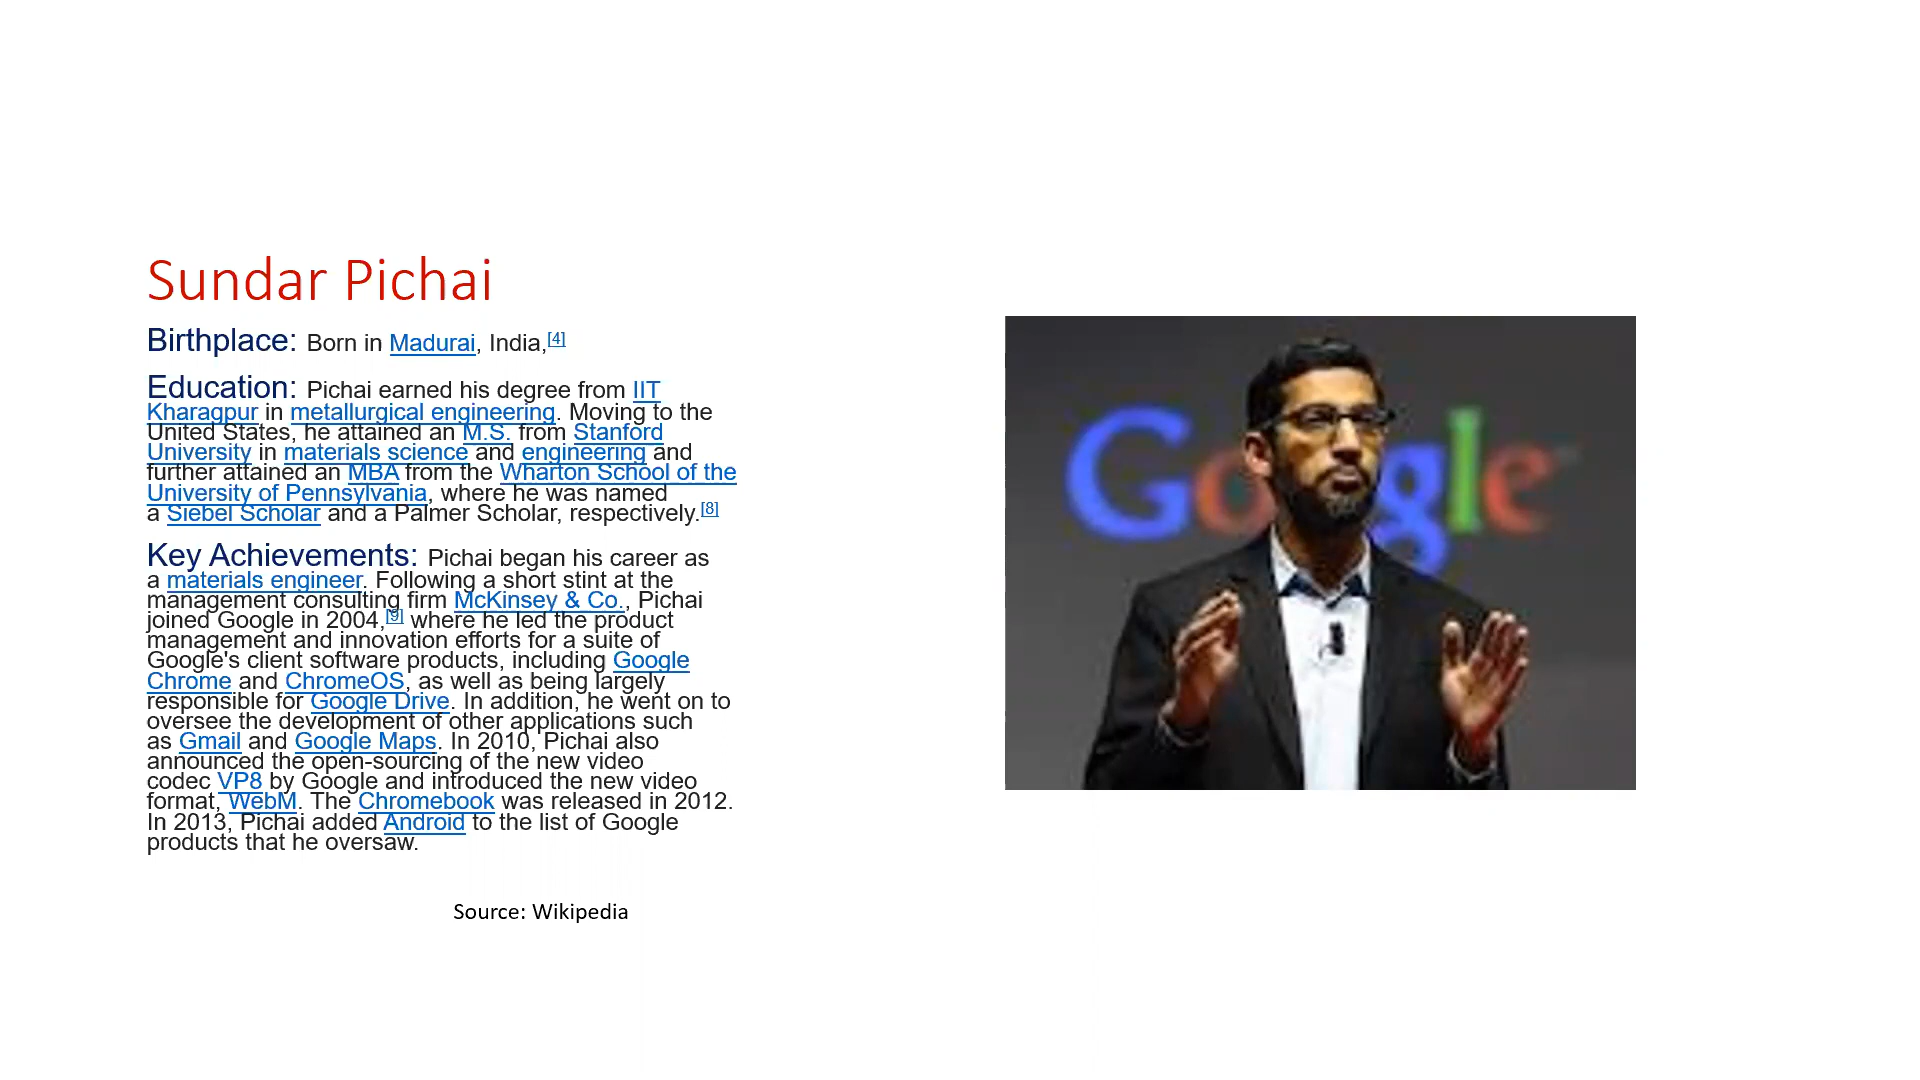 Sundar Pichai
Birthplace: Born in Madurai, India,[4]
Education: Pichai earned his degree from IIT
Kharagpur in metallurgical engineering. Moving to the
United States, he attained an M.S. from Stanford
University in materials science and engineering and
further attained an MBA from the Wharton School of the
University of Pennsylvania, where he was named
a Siebel Scholar and a Palmer Scholar, respectively.[8]
Key Achievements: Pichai began his career as
a materials engineer. Following a short stint at the
management consulting firm McKinsey & Co., Pichai
joined Google in 2004,[9] where he led the product
management and innovation efforts for a suite of
Google's client software products, including Google
Chrome and ChromeOS, as well as being largely
responsible for Google Drive. In addition, he went on to
oversee the development of other applications such
as Gmail and Google Maps. In 2010, Pichai also
announced the open-sourcing of the new video
codec VP8 by Google and introduced the new video
format, WebM. The Chromebook was released in 2012.
In 2013, Pichai added Android to the list of Google
products that he oversaw.
Source: Wikipedia
Google